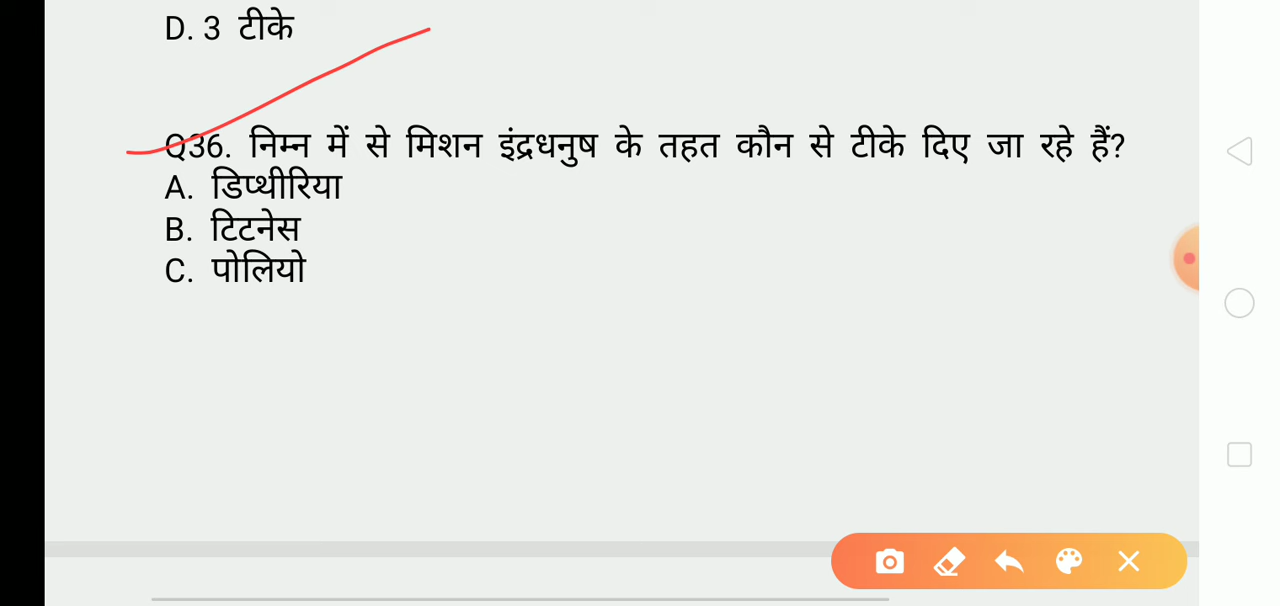 D. 3 टीके
Q36. निम्न में से मिशन इंद्रधनुष के तहत कौन से टीके दिए जा रहे हैं?
A. डिप्थीरिया
B. टिटनेस
C. पोलियो